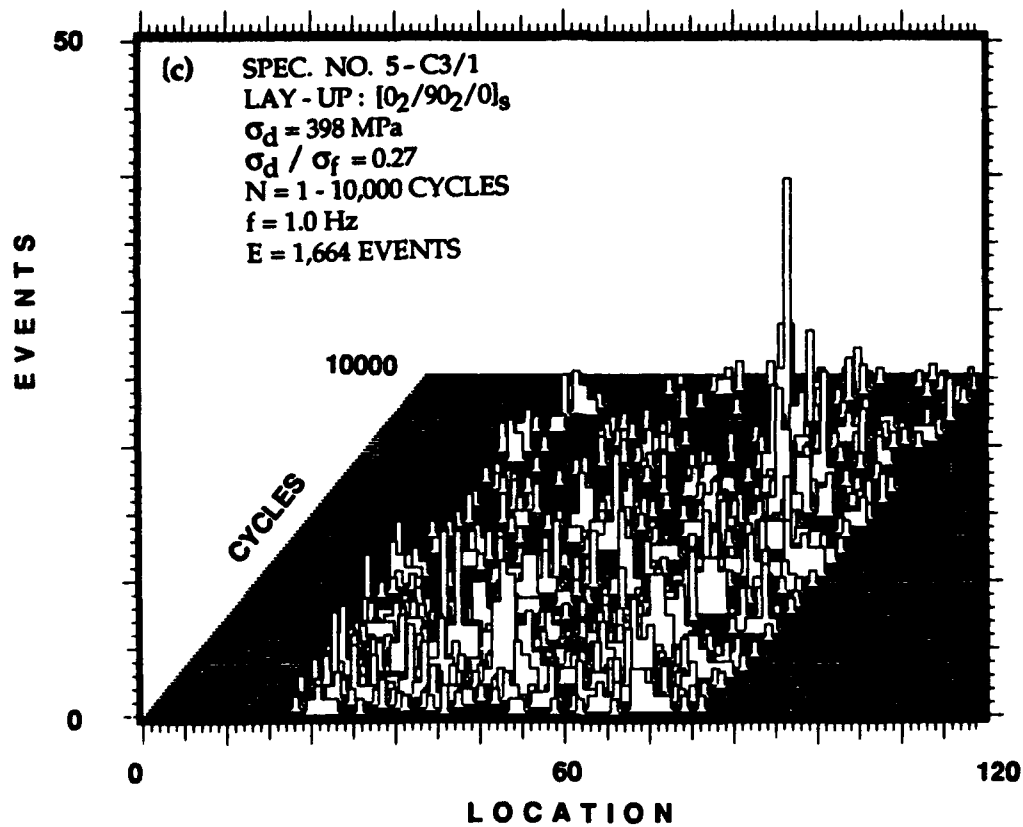 50
(c) SPEC. NO. 5-C3/1
LAY-UP: [0₂/90₂/0]ₛ
σd = 398 MPa
σd / σf = 0.27
N = 1 - 10,000 CYCLES
f = 1.0 Hz
E = 1,664 EVENTS
EVENTS
10000
CYCLES
0
0 60 120
LOCATION